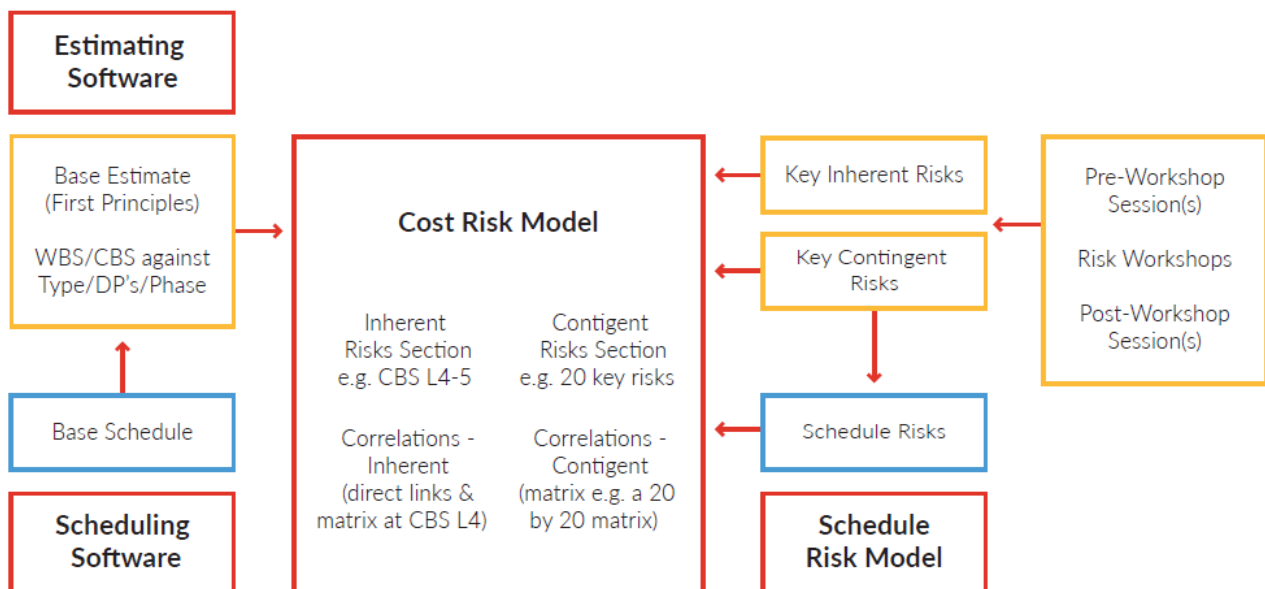 Estimating
Software
Base Estimate
(First Principles)
WBS/CBS against
Type/DP's/Phase
Base Schedule
Scheduling
Software
Cost Risk Model
Inherent
Risks Section
e.g. CBS L4-5
Contigent
Risks Section
e.g. 20 key risks
Correlations -
Inherent
(direct links &
matrix at CBS L4)
Correlations -
Contigent
(matrix e.g. a 20
by 20 matrix)
Key Inherent Risks
Key Contingent
Risks
Schedule Risks
Schedule
Risk Model
Pre-Workshop
Session(s)
Risk Workshops
Post-Workshop
Session(s)